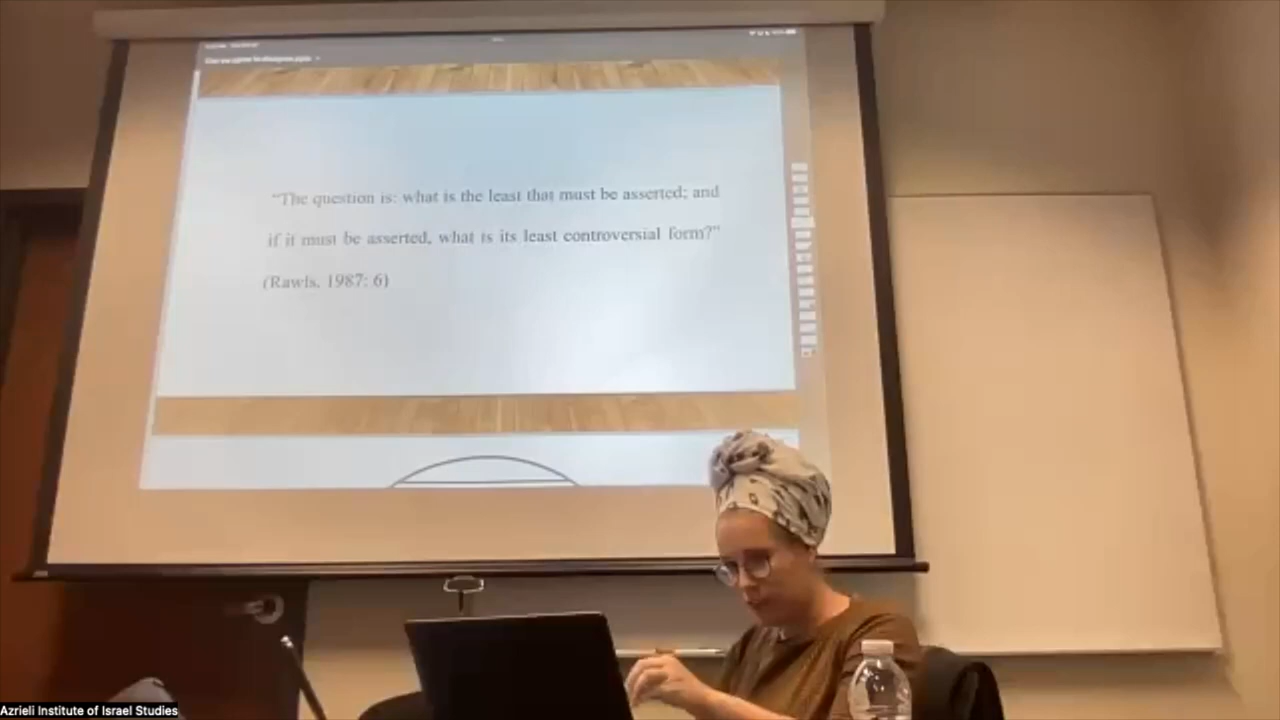 “The question is: what is the least that must be asserted; and
if it must be asserted, what is its least controversial form?”
(Rawls, 1987: 6)
Azrieli Institute of Israel Studies